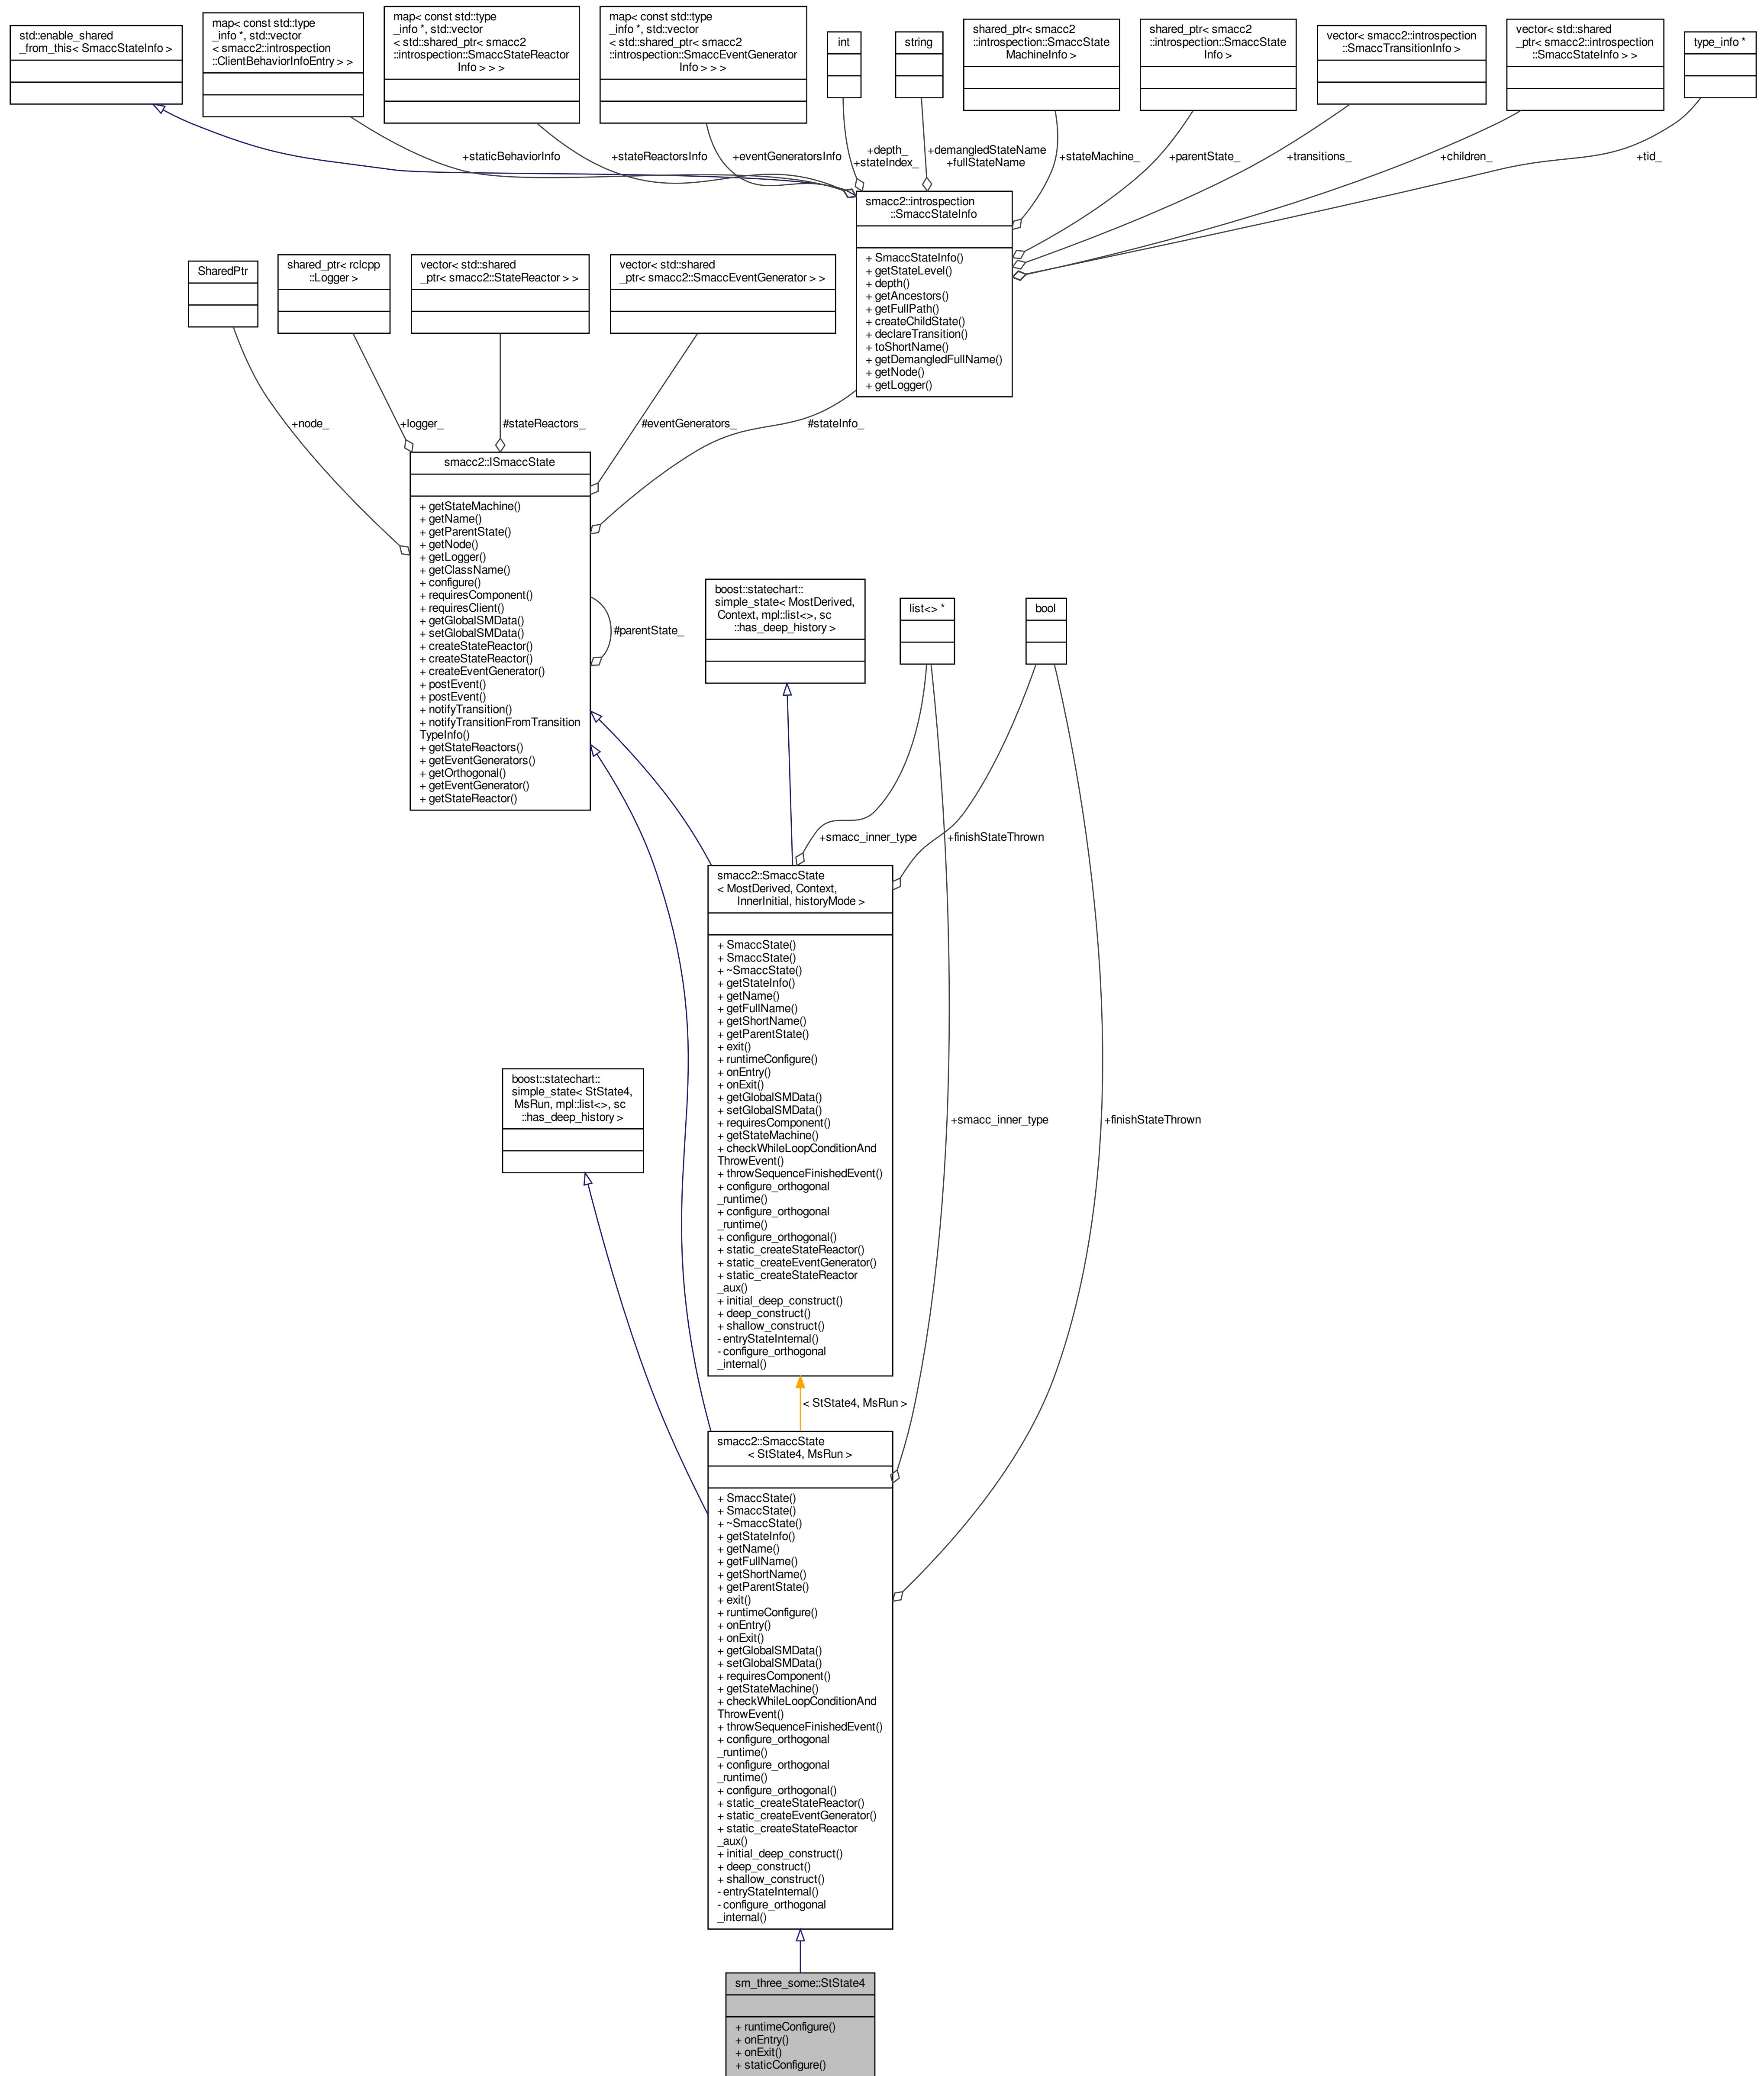 std::enable_shared
_from_this< SmaccStateInfo >
map< const std::type
_info *, std::vector
< smacc2::introspection
::ClientBehaviorInfoEntry > >
map< const std::type
_info *, std::vector
< std::shared_ptr< smacc2
::introspection::SmaccStateReactor
Info > > >
map< const std::type
_info *, std::vector
< std::shared_ptr< smacc2
::introspection::SmaccEventGenerator
Info > > >
int
string
shared_ptr< smacc2
::introspection::SmaccState
MachineInfo >
shared_ptr< smacc2
::introspection::SmaccState
Info >
vector< smacc2::introspection
::SmaccTransitionInfo >
vector< std::shared
_ptr< smacc2::introspection
::SmaccStateInfo > >
type_info *
+staticBehaviorInfo
+stateReactorsInfo
+eventGeneratorsInfo
+depth_
+stateIndex_
+demangledStateName
+fullStateName
+stateMachine_
+parentState_
+transitions_
+children_
+tid_
smacc2::introspection
::SmaccStateInfo
+ SmaccStateInfo()
+ getStateLevel()
+ depth()
+ getAncestors()
+ getFullPath()
+ createChildState()
+ declareTransition()
+ toShortName()
+ getDemangledFullName()
+ getNode()
+ getLogger()
SharedPtr
shared_ptr< rclcpp
::Logger >
vector< std::shared
_ptr< smacc2::StateReactor > >
vector< std::shared
_ptr< smacc2::SmaccEventGenerator > >
+node_
+logger_
#stateReactors_
#eventGenerators_
#stateInfo_
smacc2::ISmaccState
+ getStateMachine()
+ getName()
+ getParentState()
+ getNode()
+ getLogger()
+ getClassName()
+ configure()
+ requiresComponent()
+ requiresClient()
+ getGlobalSMData()
+ setGlobalSMData()
+ createStateReactor()
+ createStateReactor()
+ createEventGenerator()
+ postEvent()
+ postEvent()
+ notifyTransition()
+ notifyTransitionFromTransition
TypeInfo()
+ getStateReactors()
+ getEventGenerators()
+ getOrthogonal()
+ getEventGenerator()
+ getStateReactor()
#parentState_
boost::statechart::
simple_state< MostDerived,
Context, mpl::list<>, sc
::has_deep_history >
list<> *
bool
+smacc_inner_type
+finishStateThrown
smacc2::SmaccState
< MostDerived, Context,
InnerInitial, historyMode >
+ SmaccState()
+ SmaccState()
+ ~SmaccState()
+ getStateInfo()
+ getName()
+ getFullName()
+ getShortName()
+ getParentState()
+ exit()
+ runtimeConfigure()
+ onEntry()
+ onExit()
+ getGlobalSMData()
+ setGlobalSMData()
+ requiresComponent()
+ getStateMachine()
+ checkWhileLoopConditionAnd
ThrowEvent()
+ throwSequenceFinishedEvent()
+ configure_orthogonal
_runtime()
+ configure_orthogonal
_runtime()
+ configure_orthogonal()
+ static_createStateReactor()
+ static_createEventGenerator()
+ static_createStateReactor
_aux()
+ initial_deep_construct()
+ deep_construct()
+ shallow_construct()
- entryStateInternal()
- configure_orthogonal
_internal()
boost::statechart::
simple_state< StState4,
MsRun, mpl::list<>, sc
::has_deep_history >
+smacc_inner_type
+finishStateThrown
< StState4, MsRun >
smacc2::SmaccState
< StState4, MsRun >
+ SmaccState()
+ SmaccState()
+ ~SmaccState()
+ getStateInfo()
+ getName()
+ getFullName()
+ getShortName()
+ getParentState()
+ exit()
+ runtimeConfigure()
+ onEntry()
+ onExit()
+ getGlobalSMData()
+ setGlobalSMData()
+ requiresComponent()
+ getStateMachine()
+ checkWhileLoopConditionAnd
ThrowEvent()
+ throwSequenceFinishedEvent()
+ configure_orthogonal
_runtime()
+ configure_orthogonal
_runtime()
+ configure_orthogonal()
+ static_createStateReactor()
+ static_createEventGenerator()
+ static_createStateReactor
_aux()
+ initial_deep_construct()
+ deep_construct()
+ shallow_construct()
- entryStateInternal()
- configure_orthogonal
_internal()
sm_three_some::StState4
+ runtimeConfigure()
+ onEntry()
+ onExit()
+ staticConfigure()